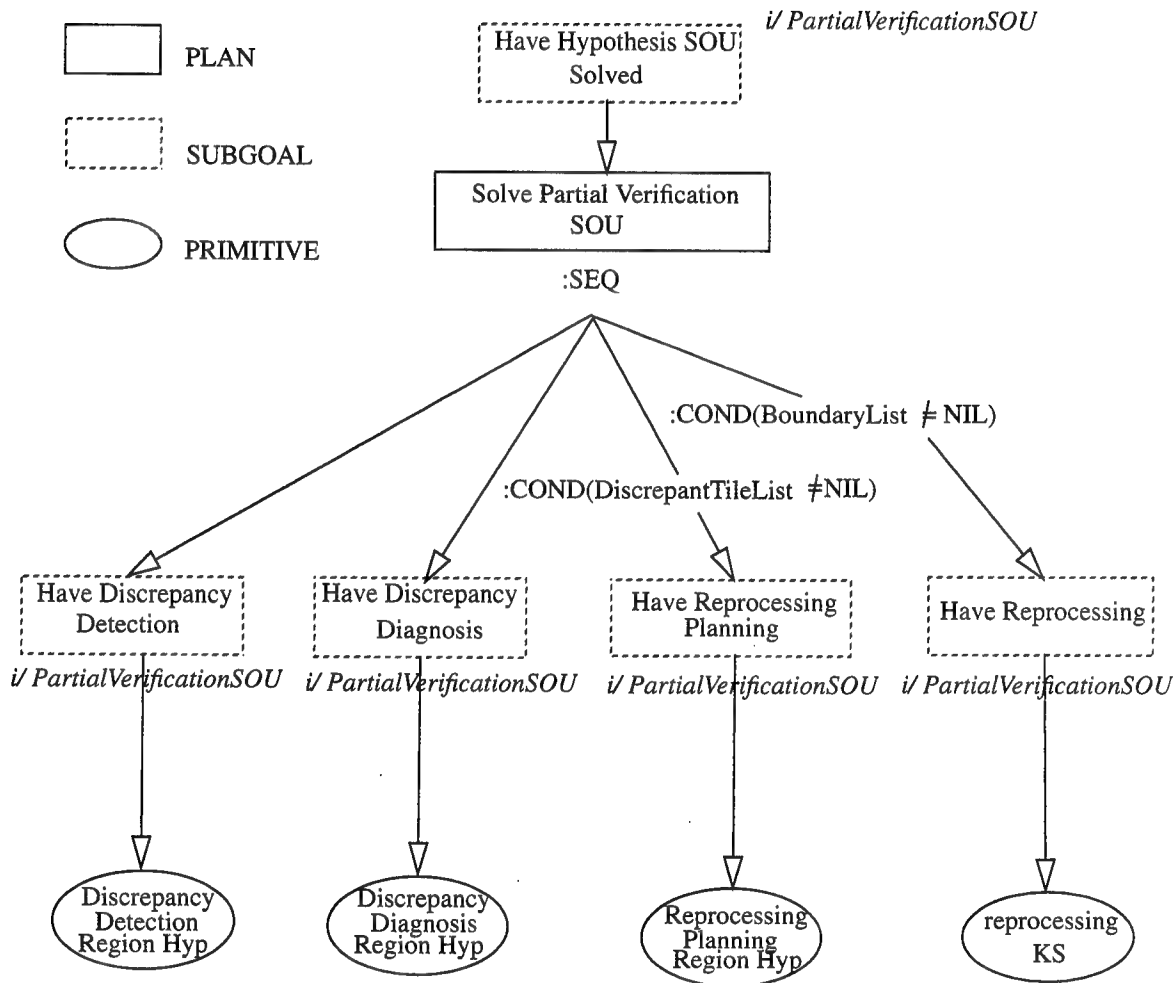 i/ PartialVerificationSOU
PLAN
Have Hypothesis SOU
Solved
SUBGOAL
Solve Partial Verification
SOU
PRIMITIVE
:SEQ
:COND(BoundaryList ≠ NIL)
:COND(DiscrepantTileList ≠NIL)
Have Discrepancy
Detection
i/ PartialVerificationSOU
Have Discrepancy
Diagnosis
i/ PartialVerificationSOU
Have Reprocessing
Planning
i/ PartialVerificationSOU
Have Reprocessing
i/ PartialVerificationSOU
Discrepancy
Detection
Region Hyp
Discrepancy
Diagnosis
Region Hyp
Reprocessing
Planning
Region Hyp
reprocessing
KS